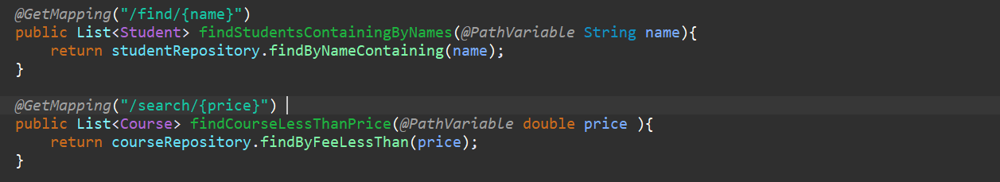 @GetMapping("/find/{name}")
public List<Student> findStudentsContainingByNames(@PathVariable String name){
    return studentRepository.findByNameContaining(name);
}

@GetMapping("/search/{price}")
public List<Course> findCourseLessThanPrice(@PathVariable double price ){
    return courseRepository.findByFeeLessThan(price);
}